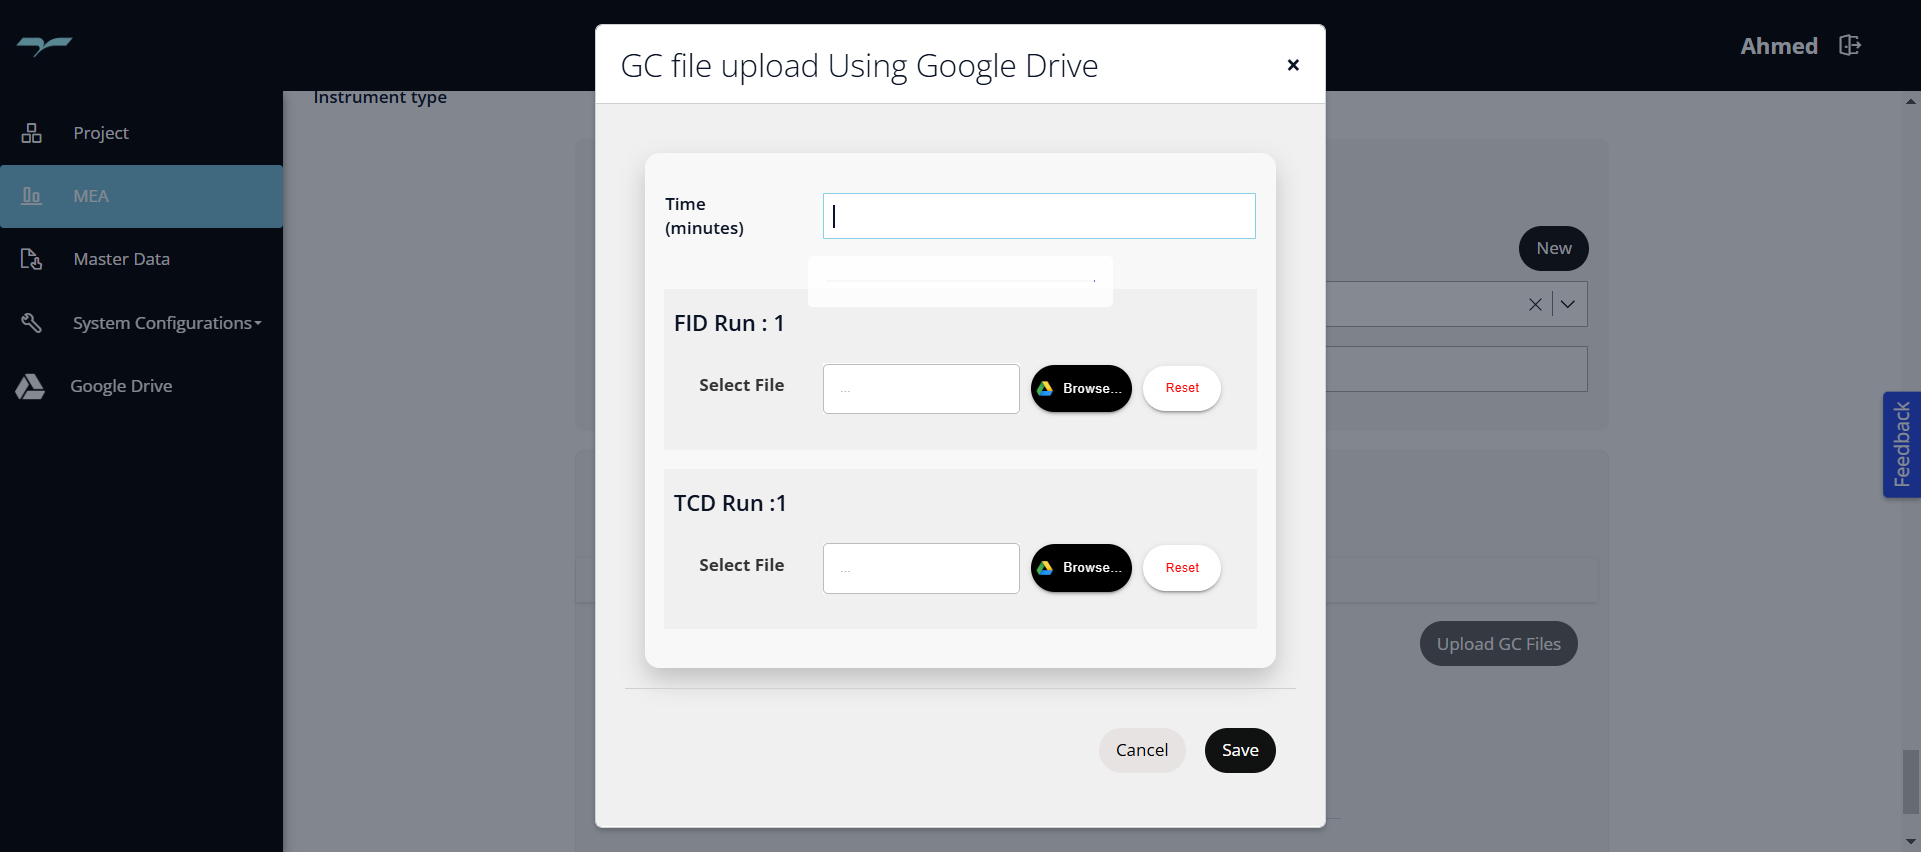 GC file upload Using Google Drive
×
Ahmed
Instrument type
Project
MEA
Master Data
System Configurations
Google Drive
Time
(minutes)
New
FID Run : 1
Select File
...
Browse...
Reset
TCD Run :1
Select File
...
Browse...
Reset
Feedback
Upload GC Files
Cancel
Save